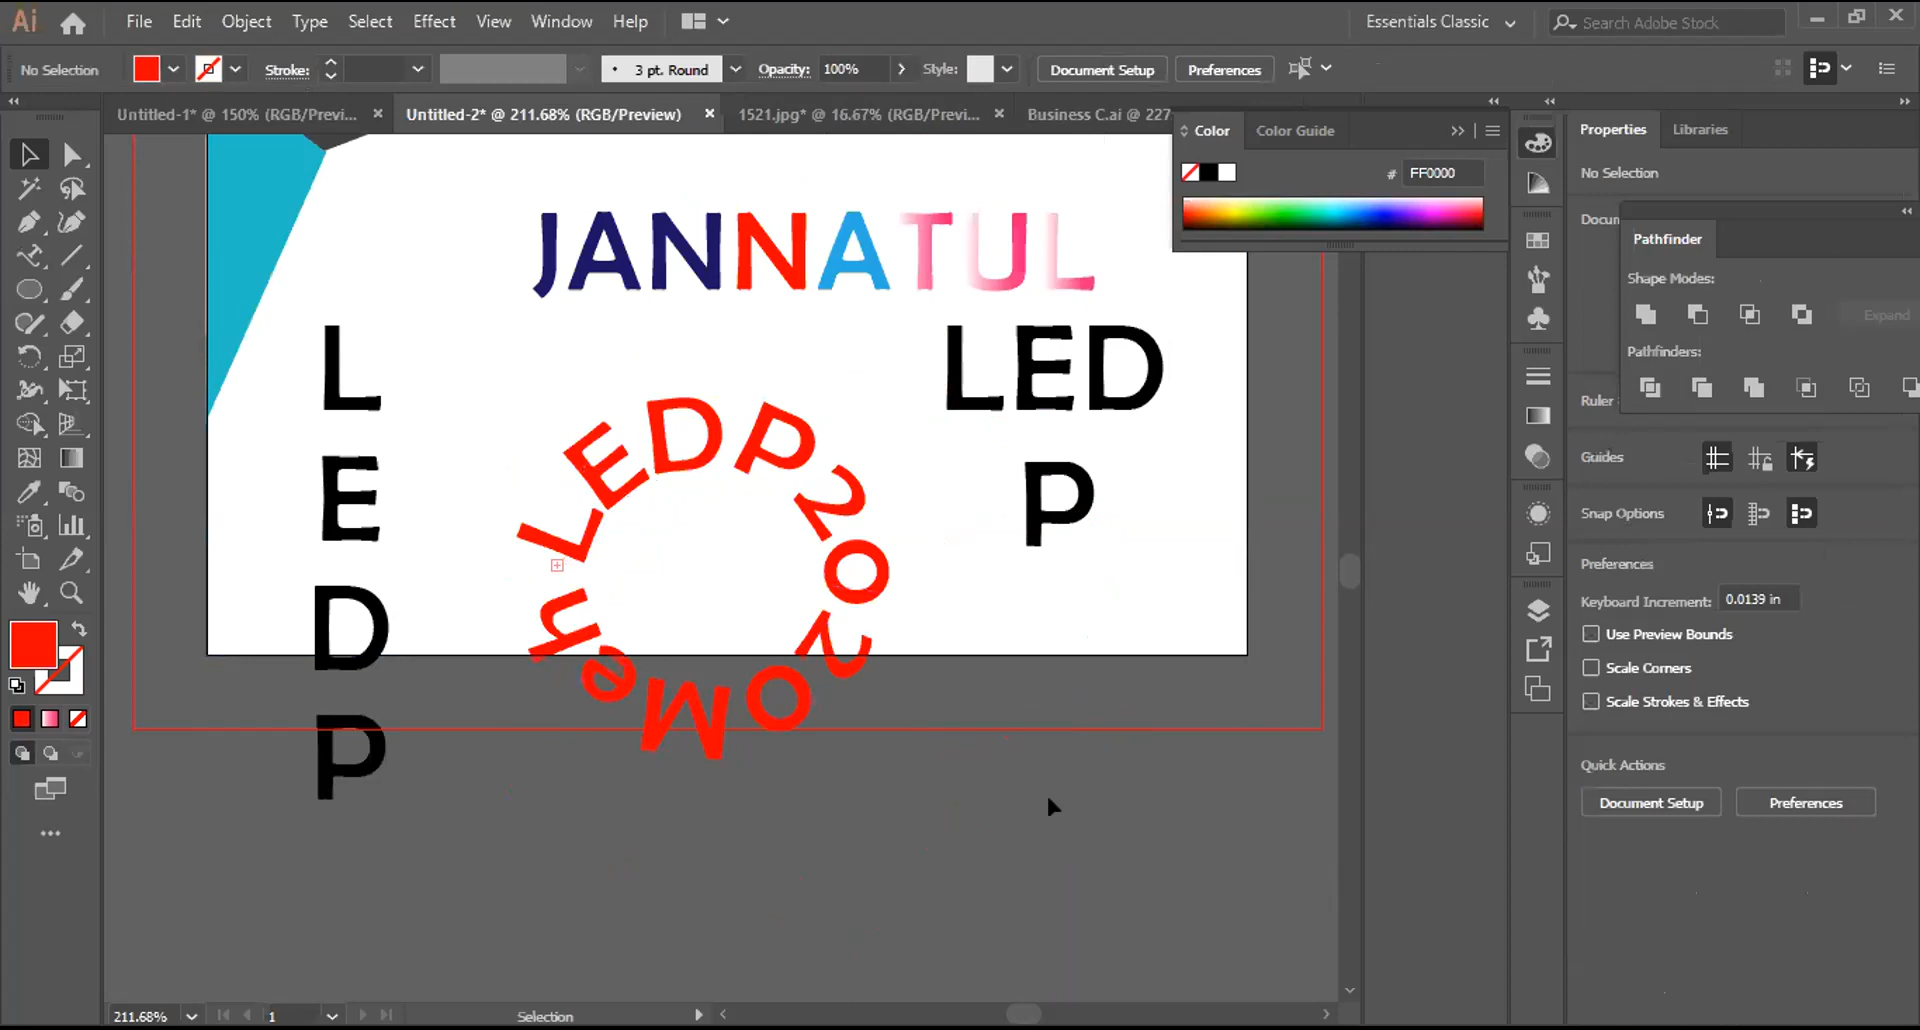 Ai File Edit Object Type Select Effect View Window Help Essentials Classic Search Adobe Stock
No Selection Stroke: 3 pt. Round Opacity: 100% Style: Document Setup Preferences
Untitled-1* @ 150% (RGB/Previ... Untitled-2* @ 211.68% (RGB/Preview) 1521.jpg* @ 16.67% (RGB/Previ... Business C.ai @ 227
Color Color Guide
# FF0000
Properties Libraries
No Selection
Docum
Pathfinder
Shape Modes:
Expand
Pathfinders:
Ruler
Guides
Snap Options
Preferences
Keyboard Increment: 0.0139 in
Use Preview Bounds
Scale Corners
Scale Strokes & Effects
Quick Actions
Document Setup Preferences
JANNATUL
L
E
D
P
LEDP2020Meh
LED
P
211.68% 1 Selection